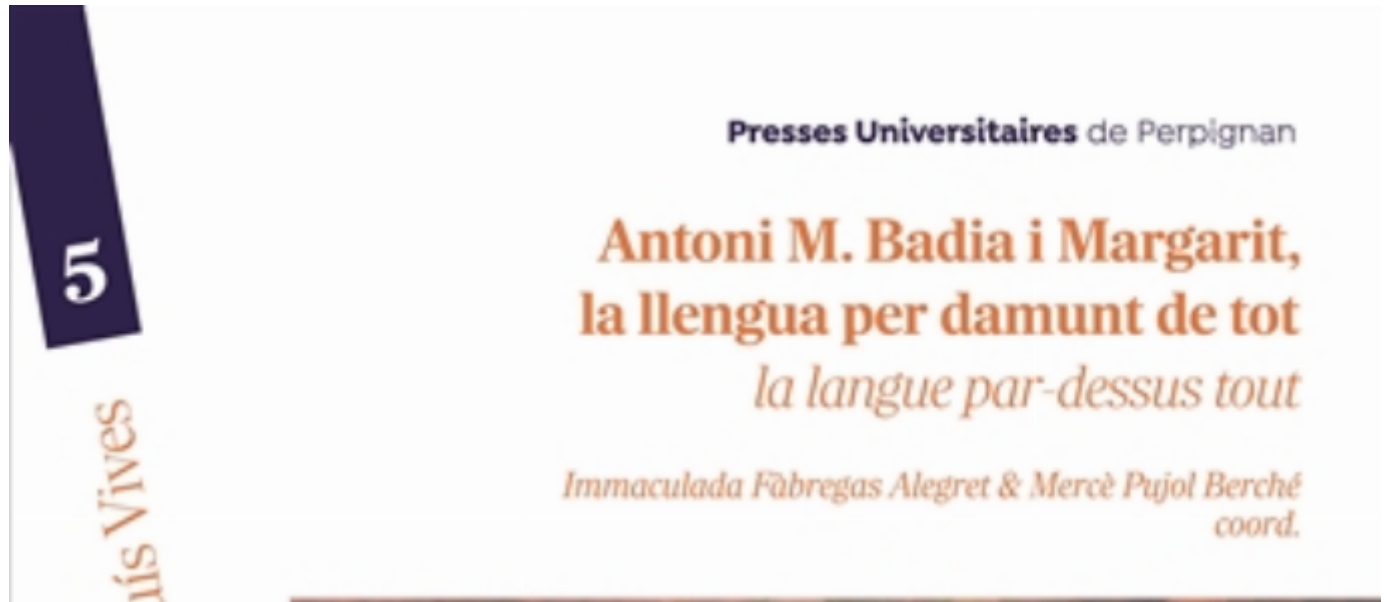 Presses Universitaires de Perpignan
Antoni M. Badia i Margarit,
la llengua per damunt de tot
la langue par-dessus tout
Immaculada Fàbregas Alegret & Mercè Pujol Berché
coord.
5
Vives